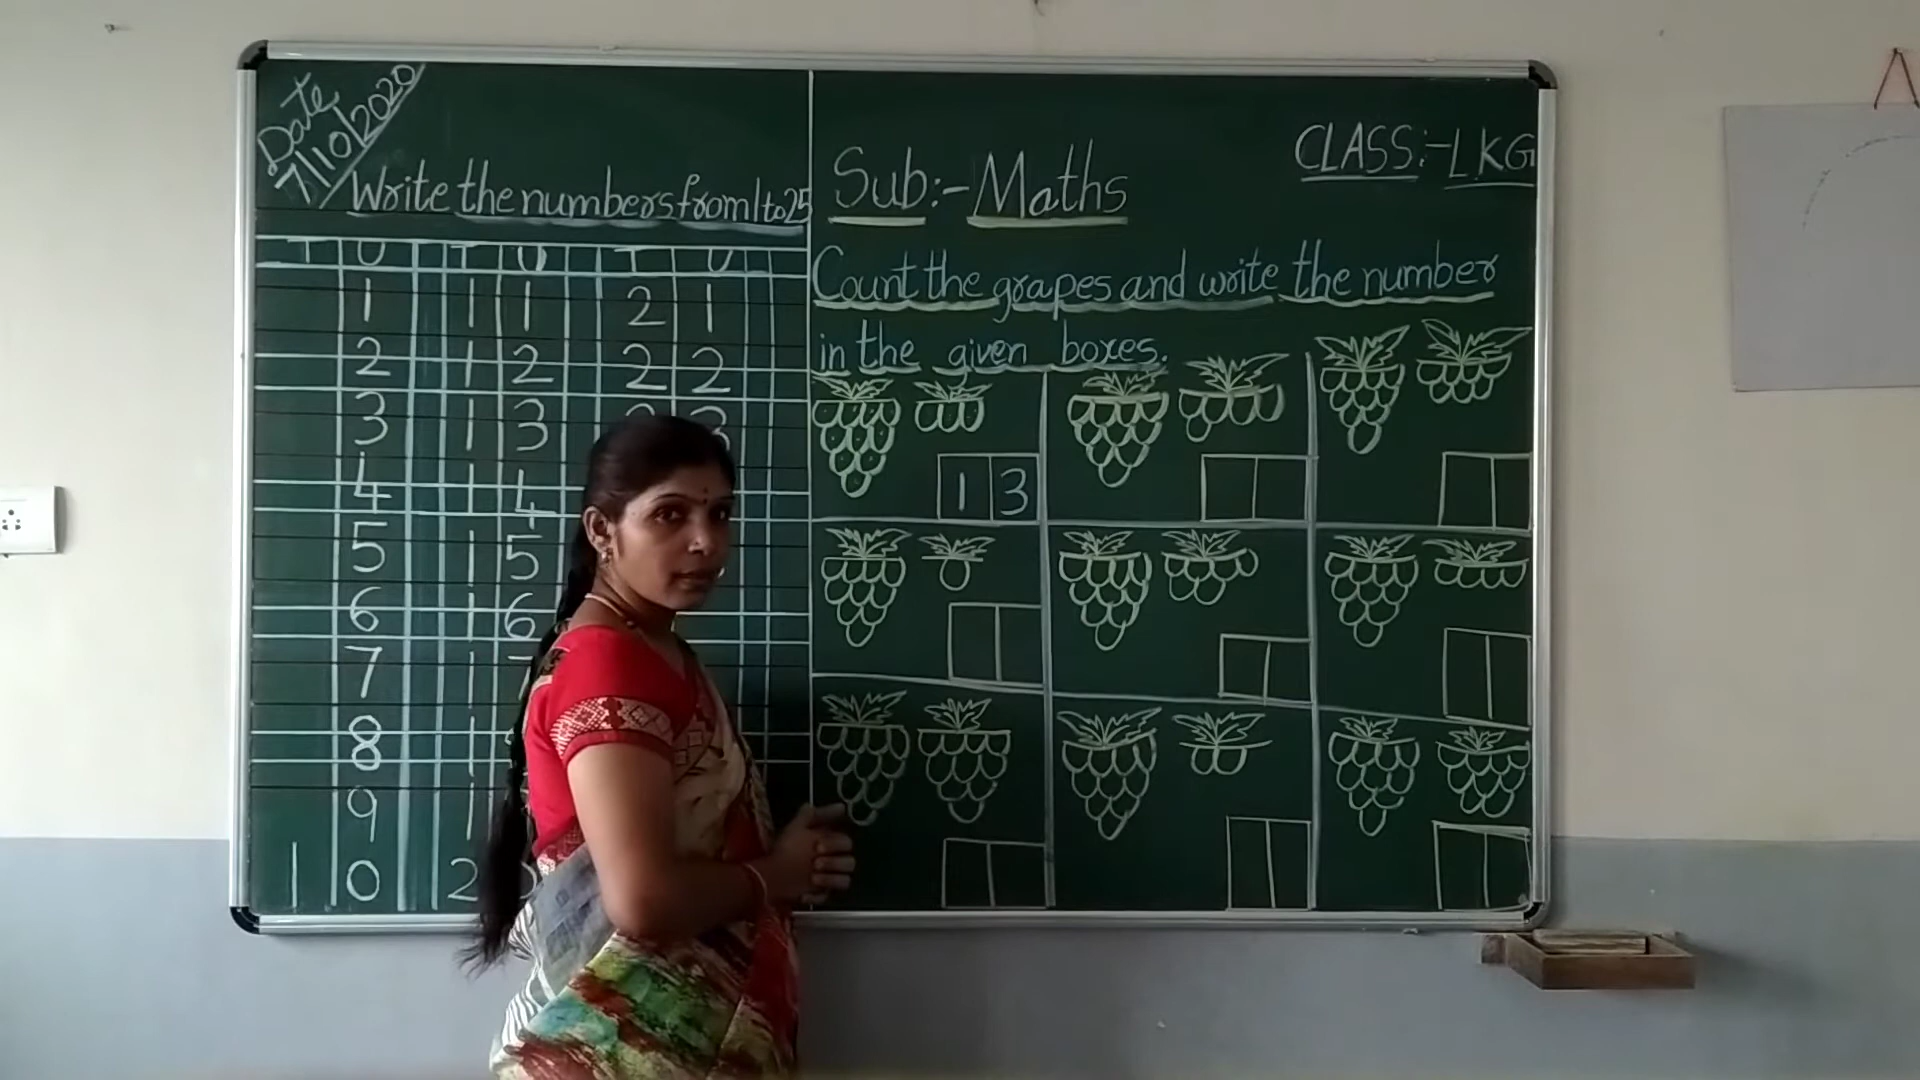 Date
7/10/2020
Write the numbers from 1 to 25
T O T O T O
1 1 1 2 1
2 1 2 2 2
3 1 3 3
4 1 4
5 1 5
6 1 6
7 1
8 1
9 1
1 0 2
Sub:- Maths
CLASS:- LKG
Count the grapes and write the number
in the given boxes.
1 3